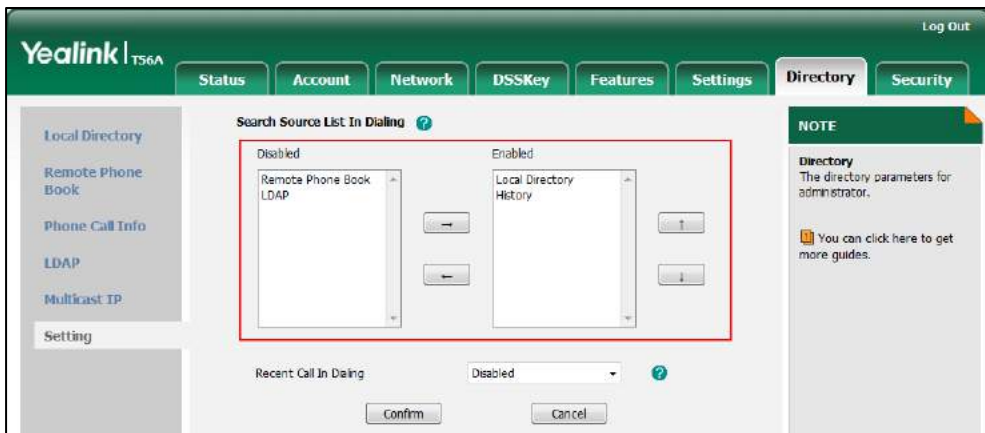 Log Out
Yealink T56A
Status Account Network DSSKey Features Settings Directory Security
Local Directory
Remote Phone
Book
Phone Call Info
LDAP
Multicast IP
Setting
Search Source List In Dialing ?
Disabled Enabled
Remote Phone Book
LDAP
Local Directory
History
→
←
↑
↓
Recent Call In Dialing Disabled ?
Confirm Cancel
NOTE
Directory
The directory parameters for
administrator.
You can click here to get
more guides.